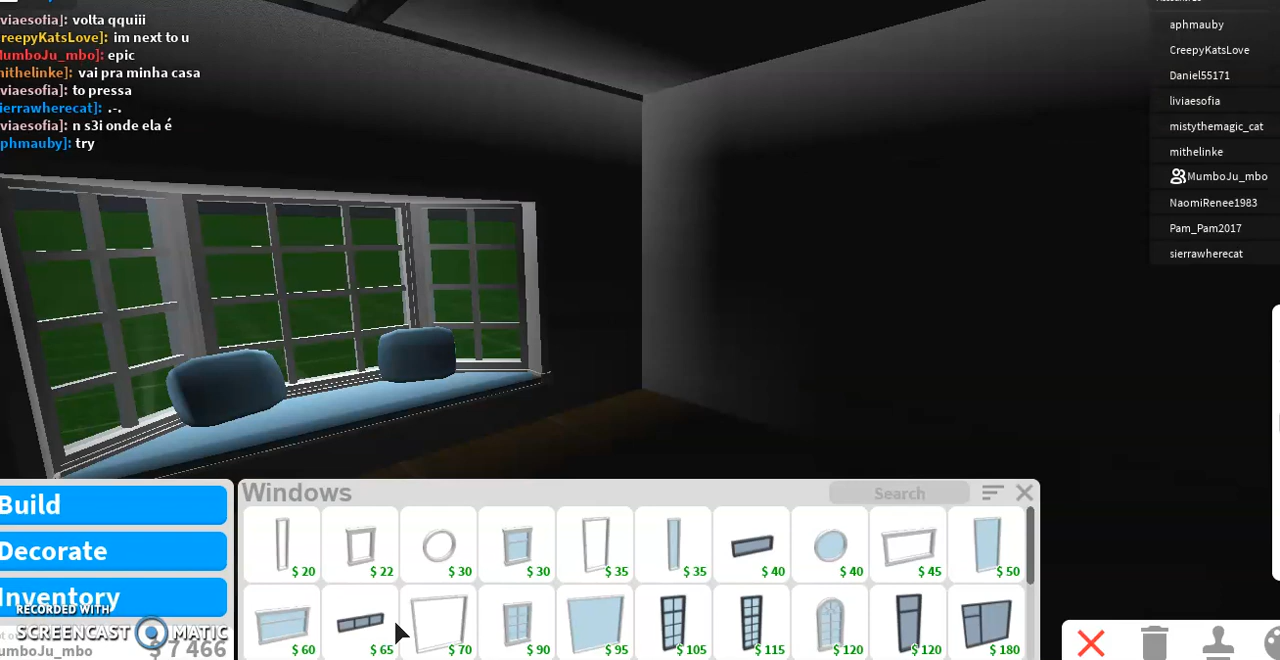 viaesofia]: volta qquiii
reepyKatsLove]: im next to u
MumboJu_mbo]: epic
mithelinke]: vai pra minha casa
viaesofia]: to pressa
ierrawherecat]: .-.
viaesofia]: n s3i onde ela é
phmauby]: try
aphmauby
CreepyKatsLove
Daniel55171
liviaesofia
mistythemagic_cat
mithelinke
MumboJu_mbo
NaomiRenee1983
Pam_Pam2017
sierrawherecat
Build
Decorate
Inventory
RECORDED WITH
SCREENCAST MATIC
umboJu_mbo
$ 7 466
Windows
Search
$ 20 $ 22 $ 30 $ 30 $ 35 $ 35 $ 40 $ 40 $ 45 $ 50
$ 60 $ 65 $ 70 $ 90 $ 95 $ 105 $ 115 $ 120 $ 120 $ 180